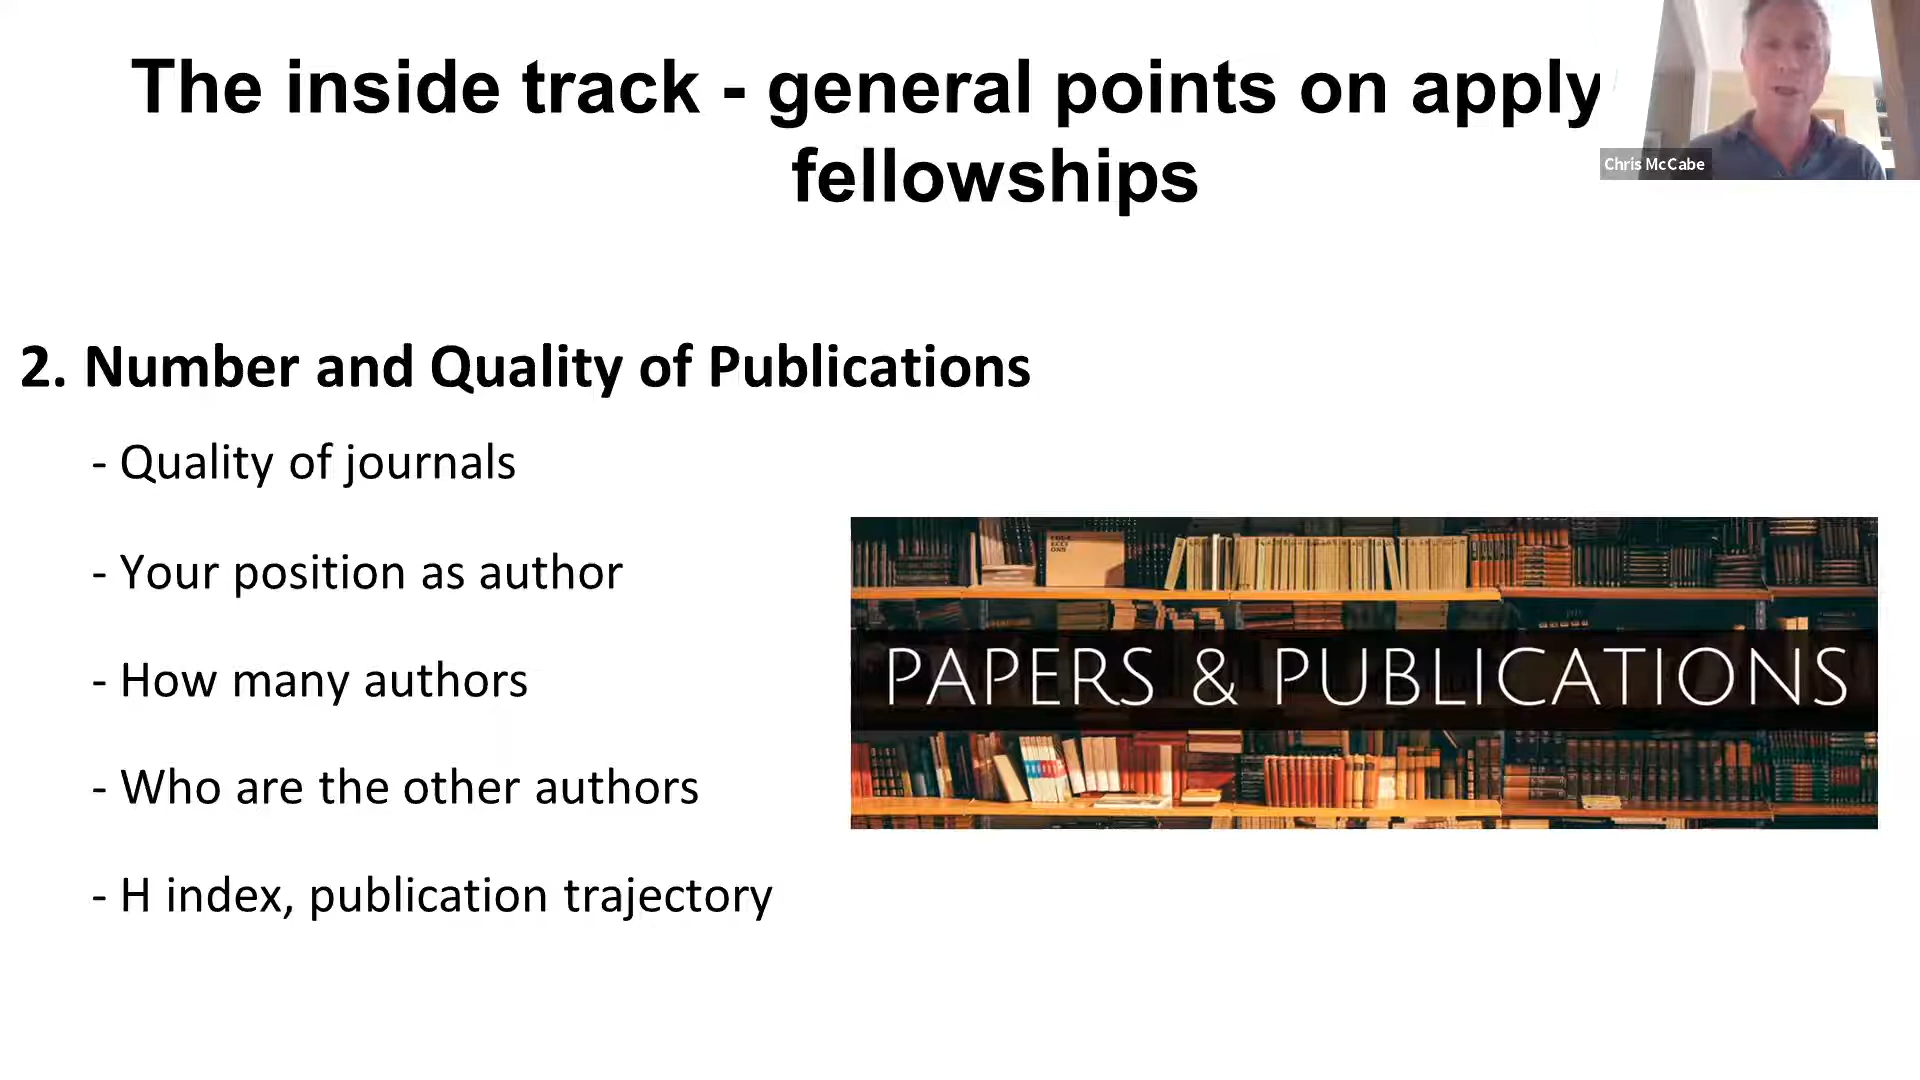 The inside track - general points on apply
fellowships
Chris McCabe
2. Number and Quality of Publications
- Quality of journals
- Your position as author
- How many authors
- Who are the other authors
- H index, publication trajectory
PAPERS & PUBLICATIONS